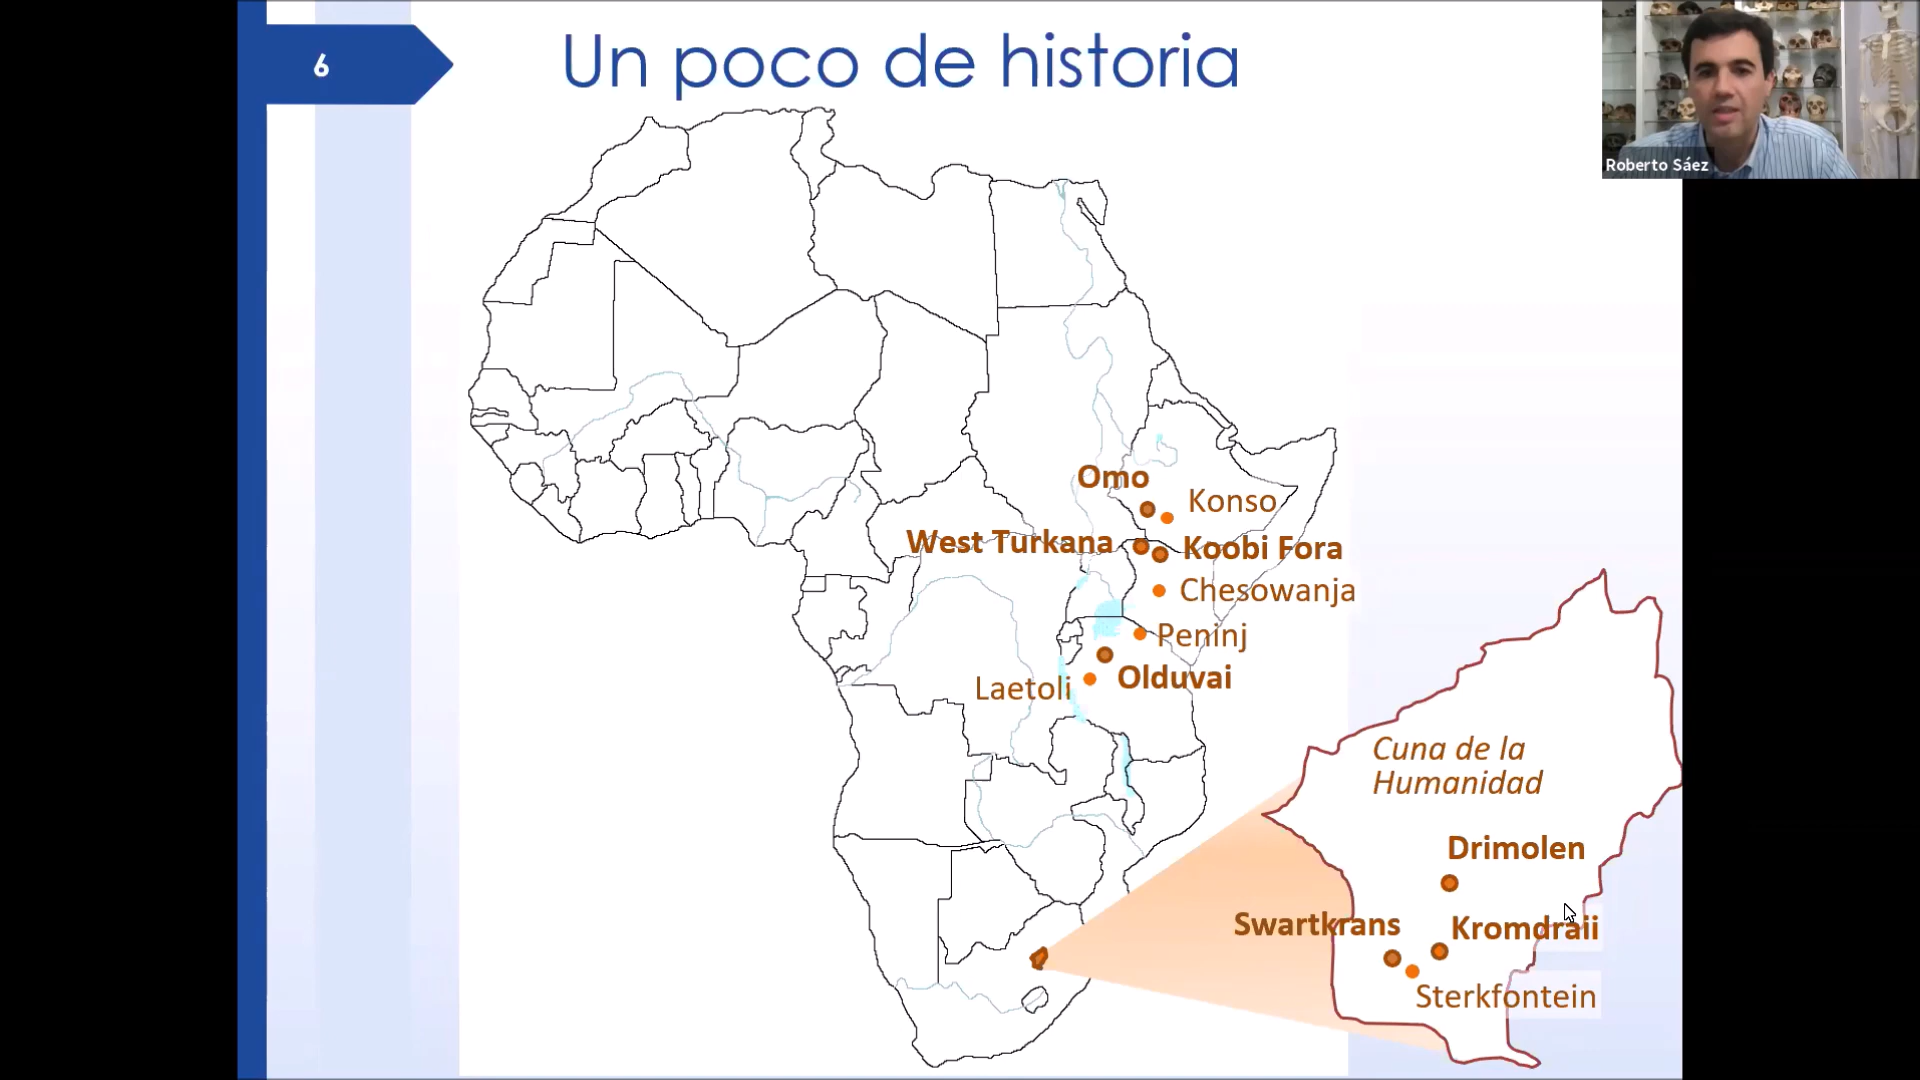 6
Un poco de historia
Roberto Sáez
Omo
Konso
West Turkana
Koobi Fora
Chesowanja
Peninj
Olduvai
Laetoli
Cuna de la
Humanidad
Drimolen
Swartkrans
Kromdraii
Sterkfontein